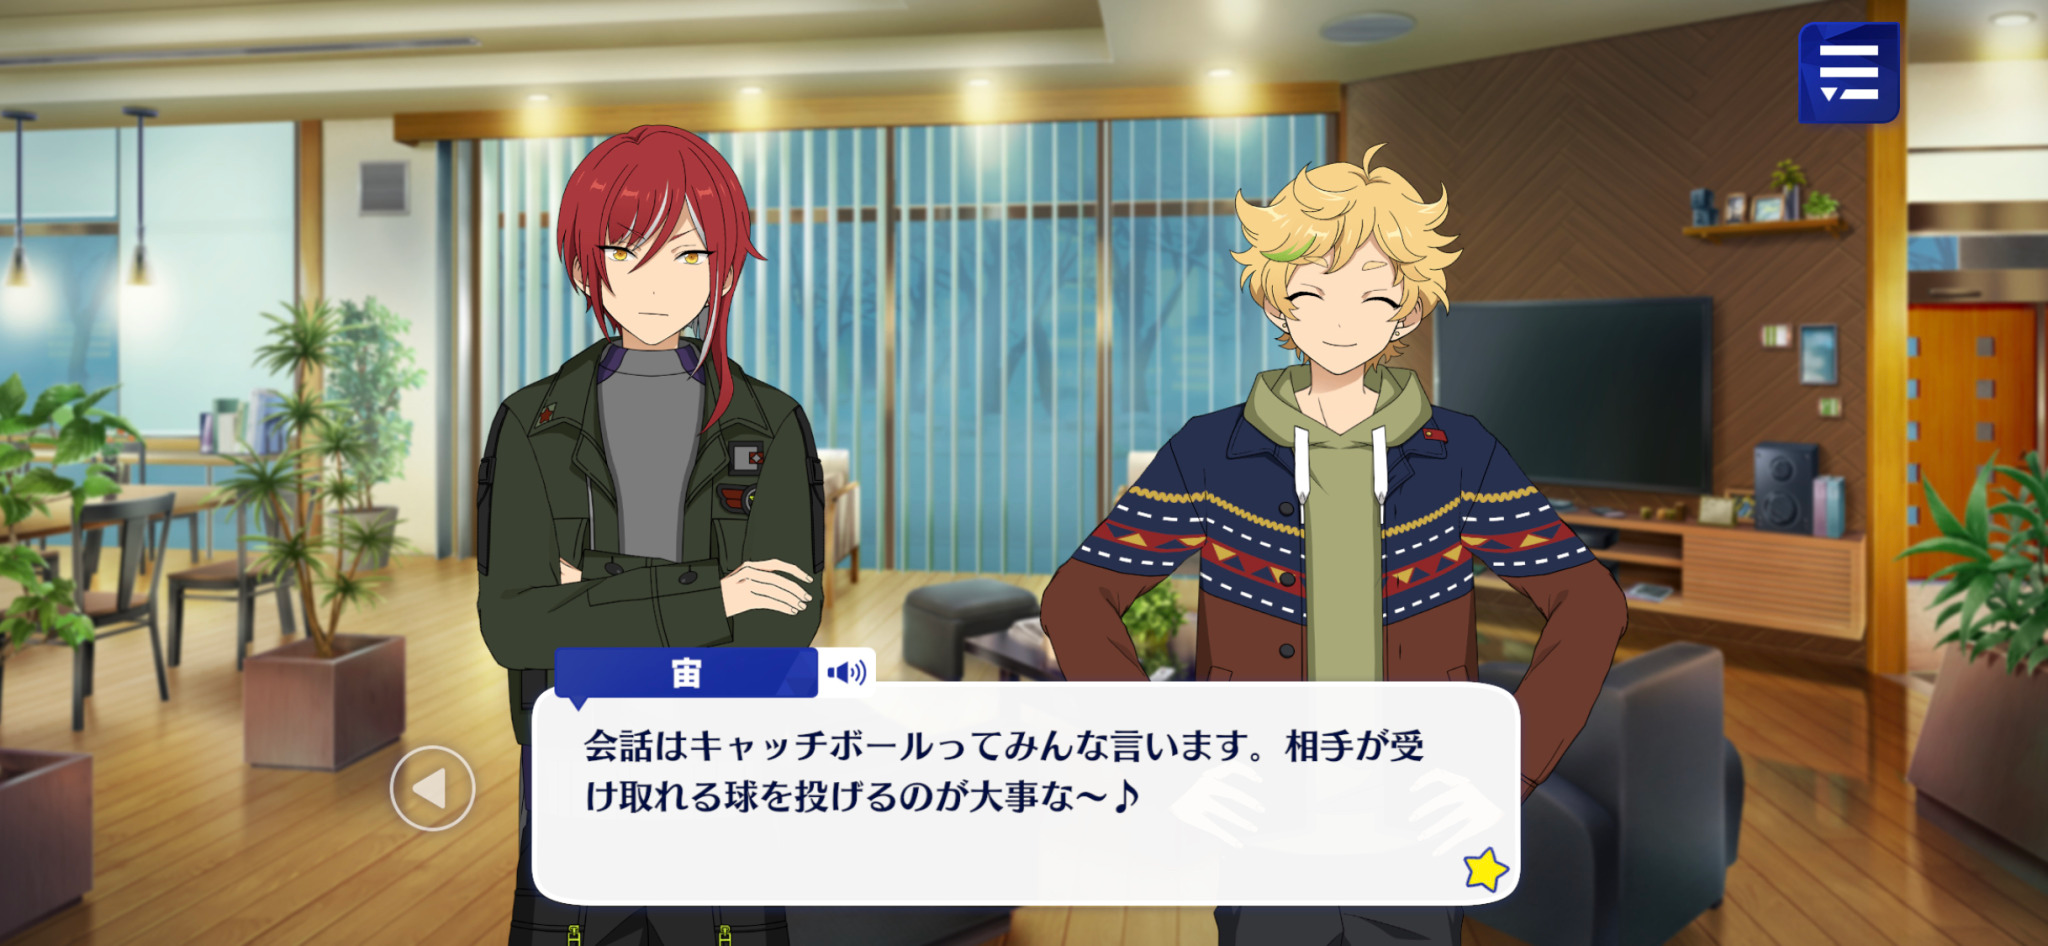 宙
会話はキャッチボールってみんな言います。相手が受
け取れる球を投げるのが大事な～♪